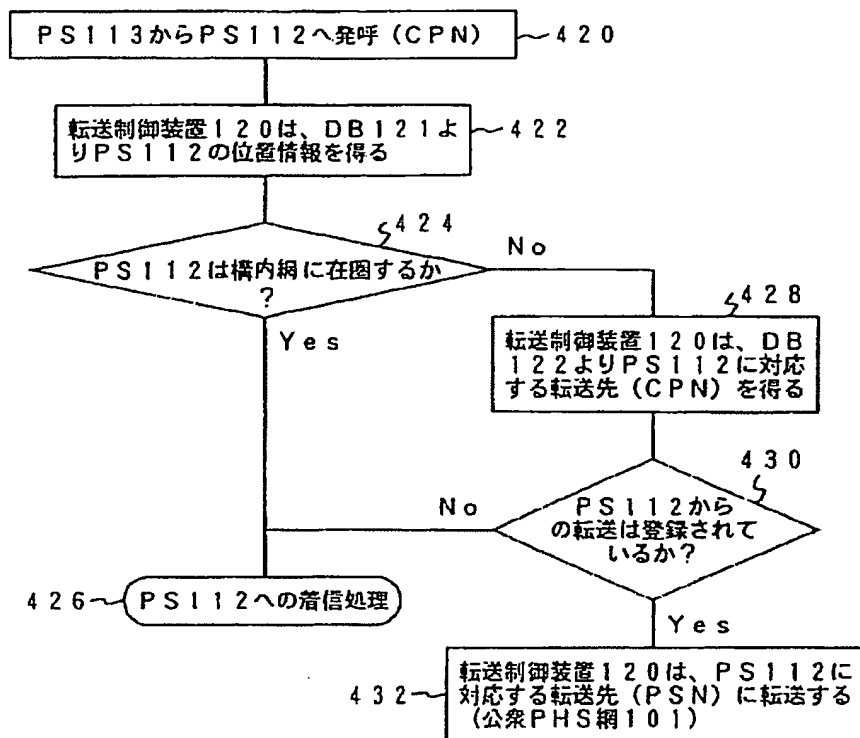 PS113からPS112へ発呼(CPN)
420
転送制御装置120は、DB121よ
りPS112の位置情報を得る
422
424
PS112は構内網に在圏するか
?
No
Yes
428
転送制御装置120は、DB
122よりPS112に対応
する転送先(CPN)を得る
430
PS112から
の転送は登録されて
いるか?
No
Yes
426
PS112への着信処理
432
転送制御装置120は、PS112に
対応する転送先(PSN)に転送する
(公衆PHS網101)